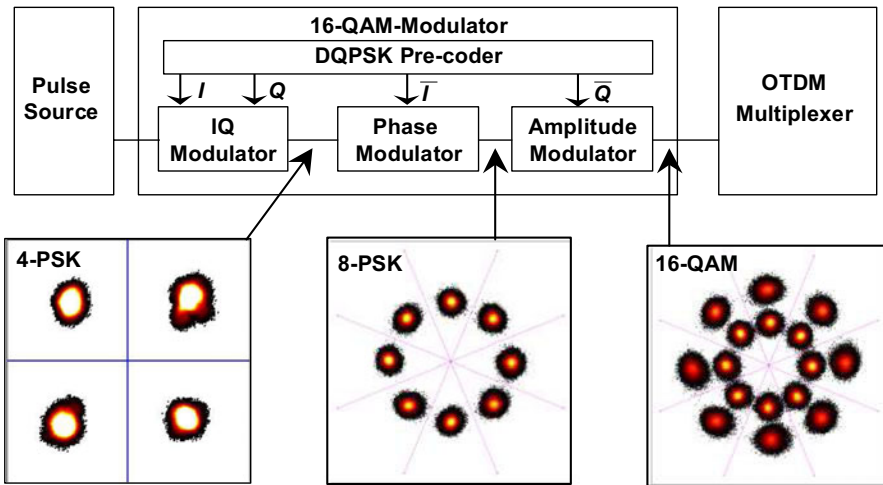 16-QAM-Modulator
DQPSK Pre-coder
Pulse
Source
I
Q
I̅
Q̅
IQ
Modulator
Phase
Modulator
Amplitude
Modulator
OTDM
Multiplexer
4-PSK
8-PSK
16-QAM